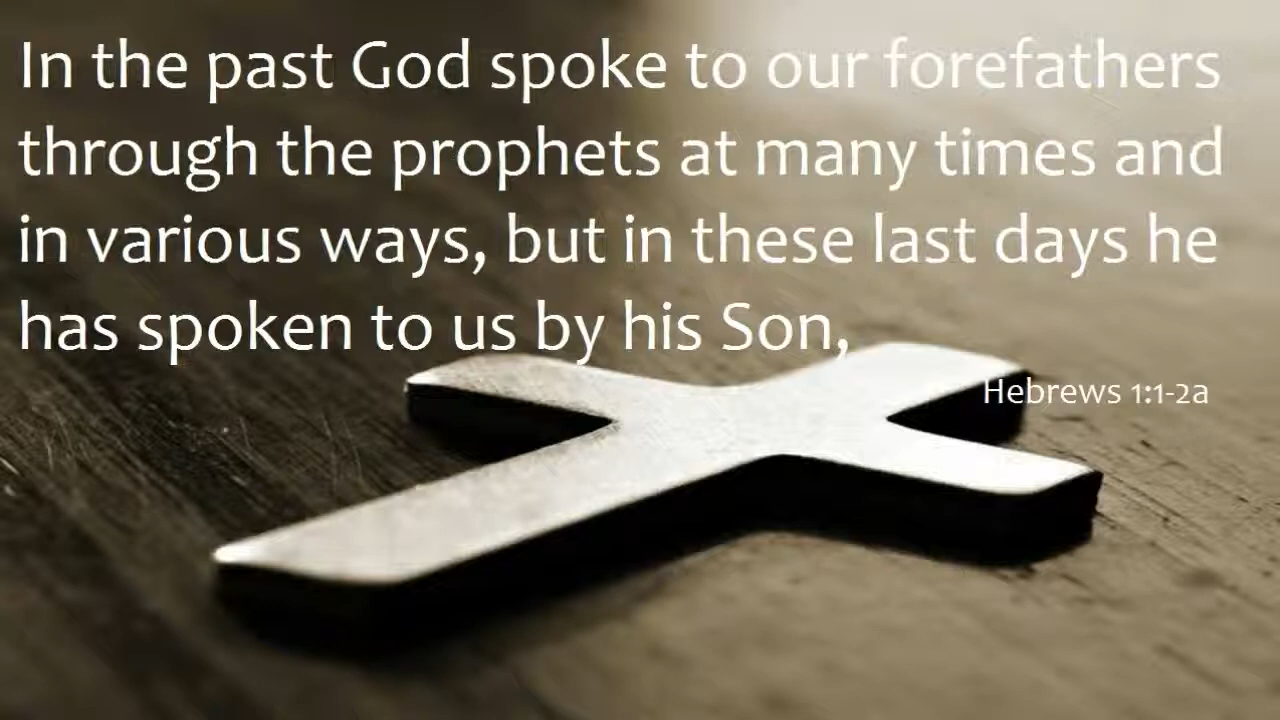 In the past God spoke to our forefathers
through the prophets at many times and
in various ways, but in these last days he
has spoken to us by his Son,
Hebrews 1:1-2a